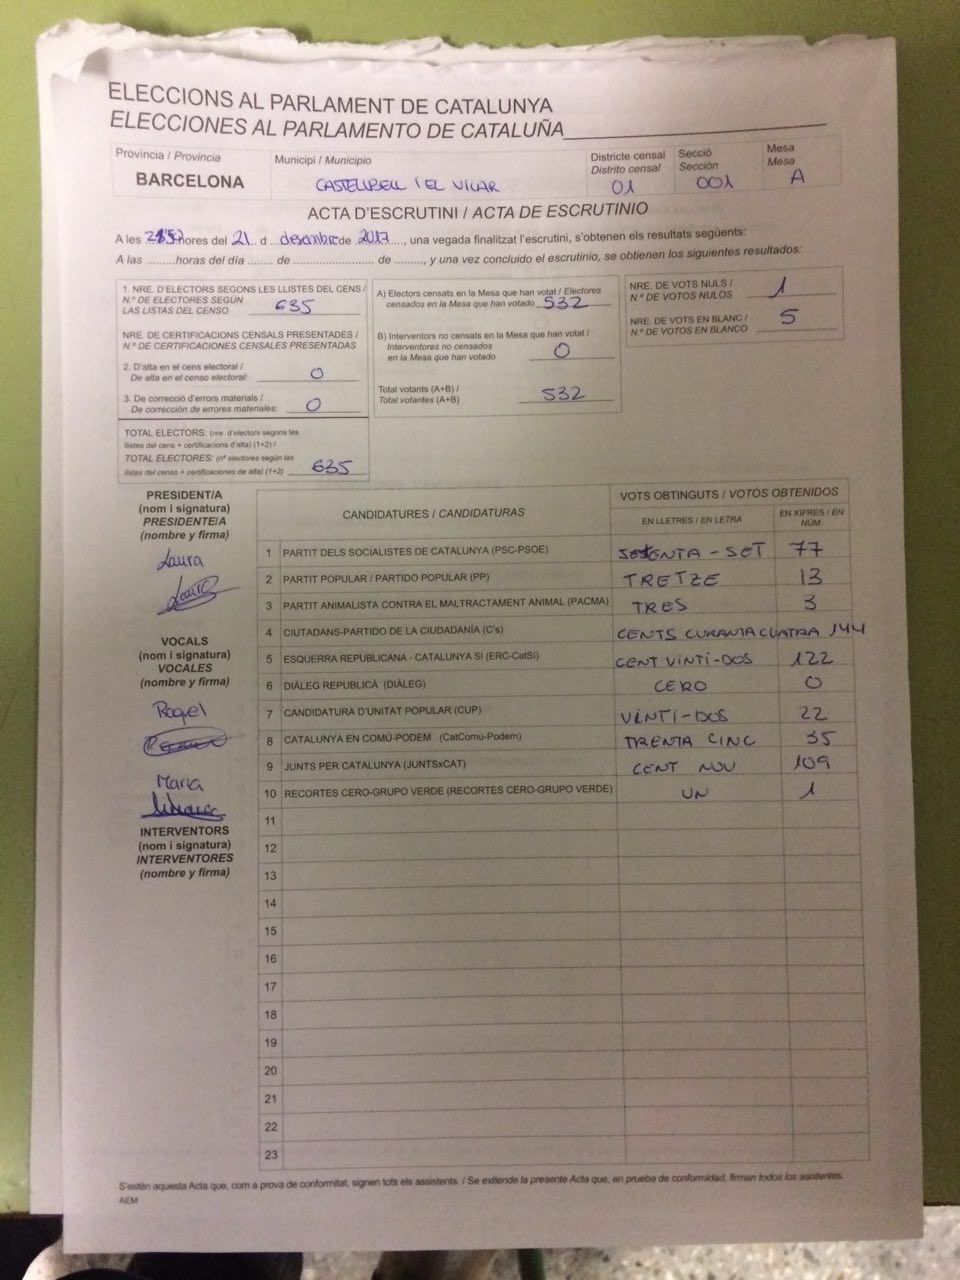 ELECCIONS AL PARLAMENT DE CATALUNYA
ELECCIONES AL PARLAMENTO DE CATALUÑA
Província / Provincia
BARCELONA
Municipi / Municipio
CASTELLBELL I EL VILAR
Districte censal
Distrito censal
01
Secció
Sección
001
Mesa
Mesa
A
ACTA D'ESCRUTINI / ACTA DE ESCRUTINIO
A les hores del 21 d desembre de 2017, una vegada finalitzat l'escrutini, s'obtenen els resultats següents:
A las .........horas del día ........ de ........................ de ........., y una vez concluido el escrutinio, se obtienen los siguientes resultados:
1. NRE. D'ELECTORS SEGONS LES LLISTES DEL CENS /
N.º DE ELECTORES SEGÚN
LAS LISTAS DEL CENSO 635
NRE. DE CERTIFICACIONS CENSALS PRESENTADES /
N.º DE CERTIFICACIONES CENSALES PRESENTADAS
2. D'alta en el cens electoral /
De alta en el censo electoral: 0
3. De correcció d'errors materials /
De corrección de errores materiales: 0
TOTAL ELECTORS: (nre. d'electors segons les
llistes del cens + certificacions d'alta) (1+2) /
TOTAL ELECTORES: (nº electores según las
listas del censo + certificaciones de alta) (1+2) 635
A) Electors censats en la Mesa que han votat / Electores
censados en la Mesa que han votado 532
B) Interventors no censats en la Mesa que han votat /
Interventores no censados
en la Mesa que han votado 0
Total votants (A+B) /
Total votantes (A+B) 532
NRE. DE VOTS NULS /
N.º DE VOTOS NULOS 1
NRE. DE VOTS EN BLANC /
N.º DE VOTOS EN BLANCO 5
PRESIDENT/A
(nom i signatura)
PRESIDENTE/A
(nombre y firma)
Laura
Laura
VOCALS
(nom i signatura)
VOCALES
(nombre y firma)
Roger
Maria
INTERVENTORS
(nom i signatura)
INTERVENTORES
(nombre y firma)
CANDIDATURES / CANDIDATURAS
VOTS OBTINGUTS / VOTOS OBTENIDOS
EN LLETRES / EN LETRA
EN XIFRES / EN NÚM.
1 PARTIT DELS SOCIALISTES DE CATALUNYA (PSC-PSOE) SETENTA-SET 77
2 PARTIT POPULAR / PARTIDO POPULAR (PP) TRETZE 13
3 PARTIT ANIMALISTA CONTRA EL MALTRACTAMENT ANIMAL (PACMA) TRES 3
4 CIUTADANS-PARTIDO DE LA CIUDADANÍA (C's) CENTS CURANTA CUATRA 144
5 ESQUERRA REPUBLICANA - CATALUNYA SÍ (ERC-CatSí) CENT VINTI-DOS 122
6 DIÀLEG REPUBLICÀ (DIÀLEG) CERO 0
7 CANDIDATURA D'UNITAT POPULAR (CUP) VINTI-DOS 22
8 CATALUNYA EN COMÚ-PODEM (CatComú-Podem) TRENTA CINC 35
9 JUNTS PER CATALUNYA (JUNTSxCAT) CENT NOU 109
10 RECORTES CERO-GRUPO VERDE (RECORTES CERO-GRUPO VERDE) UN 1
11
12
13
14
15
16
17
18
19
20
21
22
23
S'estén aquesta Acta que, com a prova de conformitat, signen tots els assistents. / Se extiende la presente Acta que, en prueba de conformidad, firman todos los asistentes.
AEM